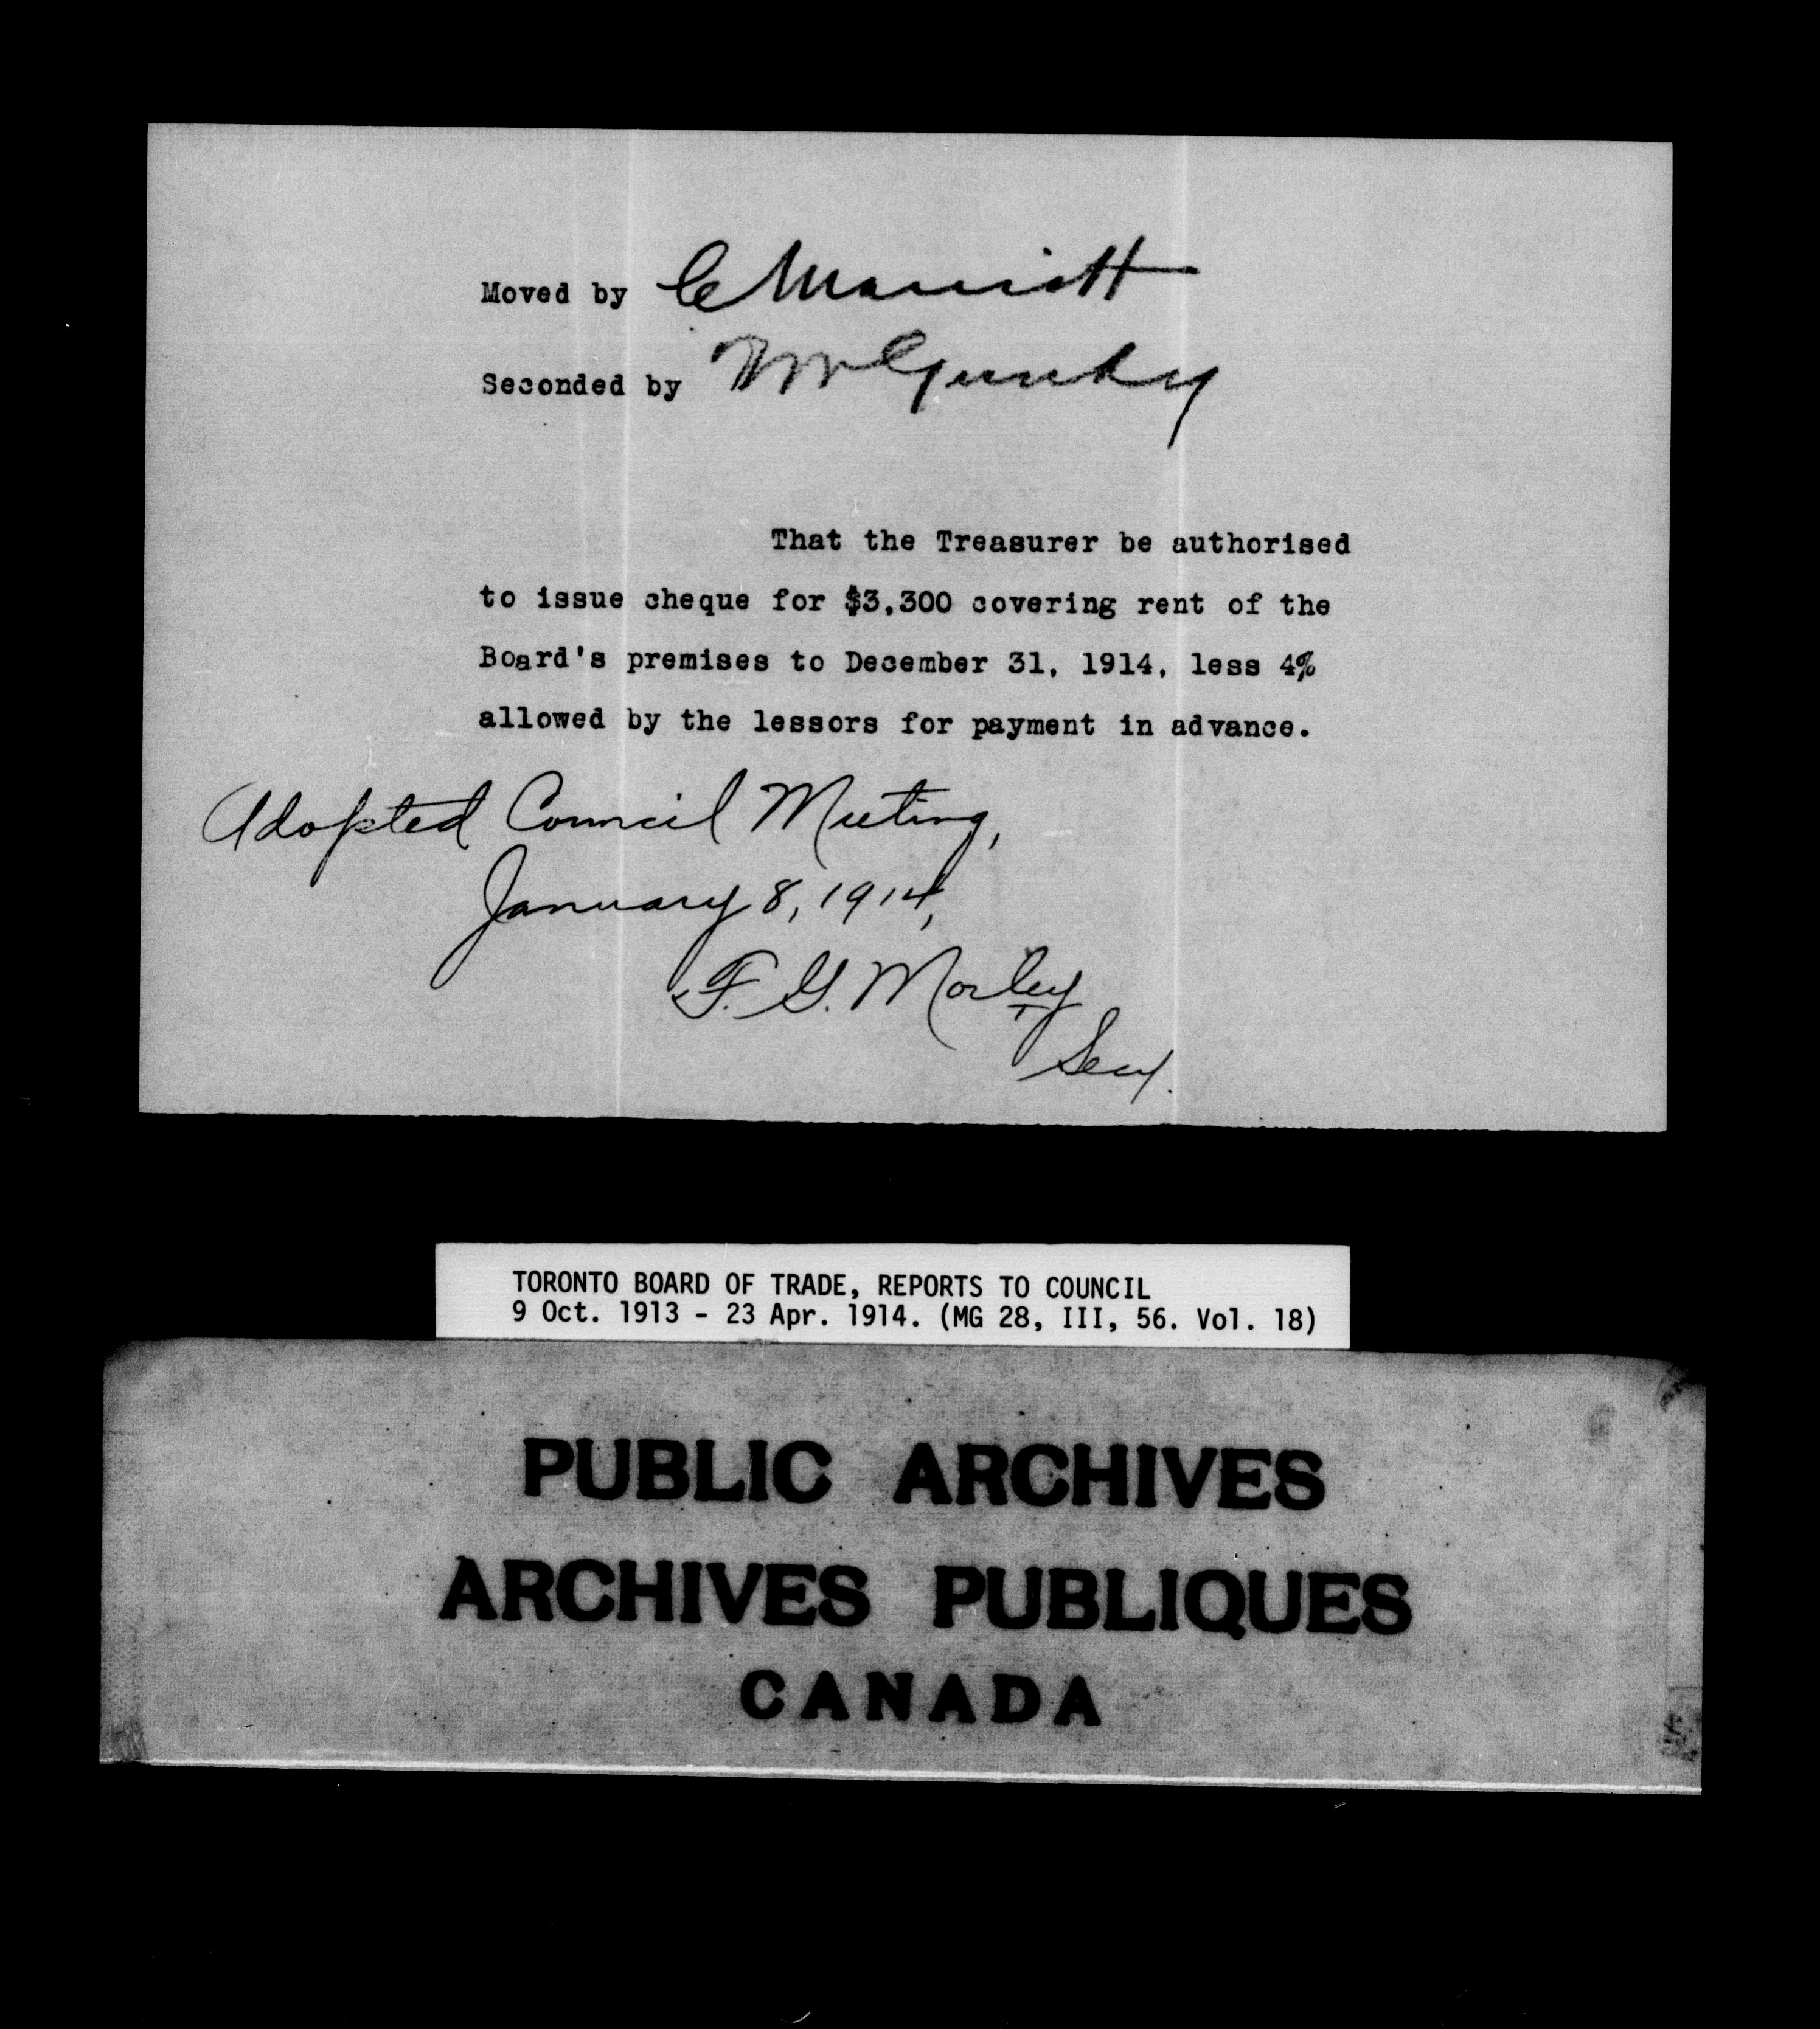 Moved by C Marriott
Seconded by Gundy
That the Treasurer be authorised
to issue cheque for $3,300 covering rent of the
Board's premises to December 31, 1914, less 4%
allowed by the lessors for payment in advance.
Adopted Council Meeting,
January 8, 1914,
F. G. Morley
Secy.
TORONTO BOARD OF TRADE, REPORTS TO COUNCIL
9 Oct. 1913 - 23 Apr. 1914. (MG 28, III, 56. Vol. 18)
PUBLIC ARCHIVES
ARCHIVES PUBLIQUES
CANADA